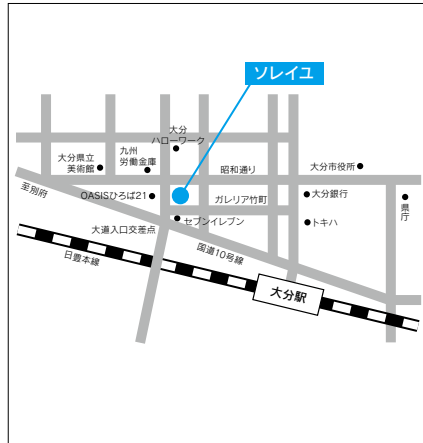 ソレイユ
大分
ハローワーク
大分県立
美術館
九州
労働金庫
昭和通り
大分市役所
至別府
OASISひろば21
ガレリア竹町
大分銀行
県庁
セブンイレブン
トキハ
大道入口交差点
国道10号線
日豊本線
大分駅